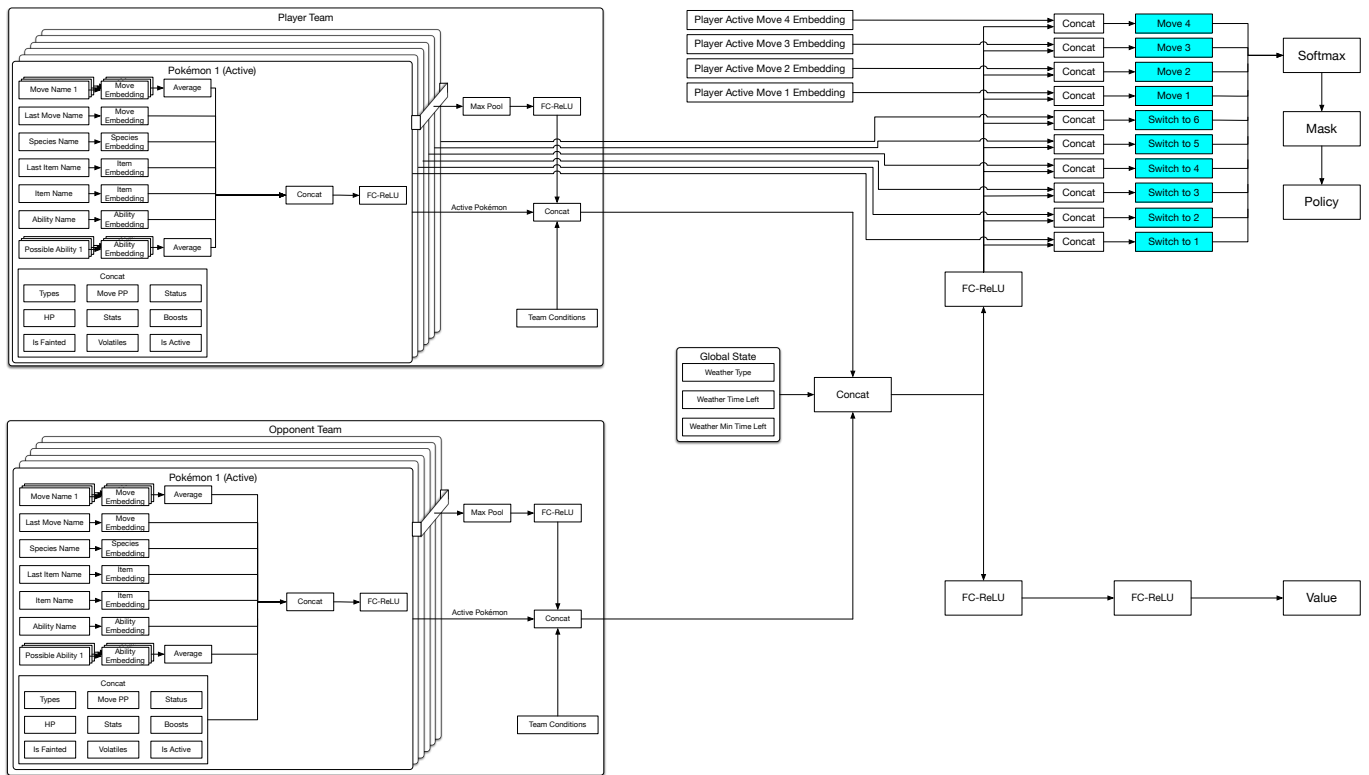 Player Team
Pokémon 1 (Active)
Move Name 1
Move
Embedding
Average
Last Move Name
Move
Embedding
Species Name
Species
Embedding
Last Item Name
Item
Embedding
Item Name
Item
Embedding
Ability Name
Ability
Embedding
Possible Ability 1
Ability
Embedding
Average
Concat
FC-ReLU
Concat
Types
Move PP
Status
HP
Stats
Boosts
Is Fainted
Volatiles
Is Active
Max Pool
FC-ReLU
Active Pokémon
Concat
Team Conditions
Opponent Team
Pokémon 1 (Active)
Move Name 1
Move
Embedding
Average
Last Move Name
Move
Embedding
Species Name
Species
Embedding
Last Item Name
Item
Embedding
Item Name
Item
Embedding
Ability Name
Ability
Embedding
Possible Ability 1
Ability
Embedding
Average
Concat
FC-ReLU
Concat
Types
Move PP
Status
HP
Stats
Boosts
Is Fainted
Volatiles
Is Active
Max Pool
FC-ReLU
Active Pokémon
Concat
Team Conditions
Global State
Weather Type
Weather Time Left
Weather Min Time Left
Concat
Player Active Move 4 Embedding
Player Active Move 3 Embedding
Player Active Move 2 Embedding
Player Active Move 1 Embedding
Concat
Move 4
Concat
Move 3
Concat
Move 2
Concat
Move 1
Concat
Switch to 6
Concat
Switch to 5
Concat
Switch to 4
Concat
Switch to 3
Concat
Switch to 2
Concat
Switch to 1
Softmax
Mask
Policy
FC-ReLU
FC-ReLU
FC-ReLU
Value